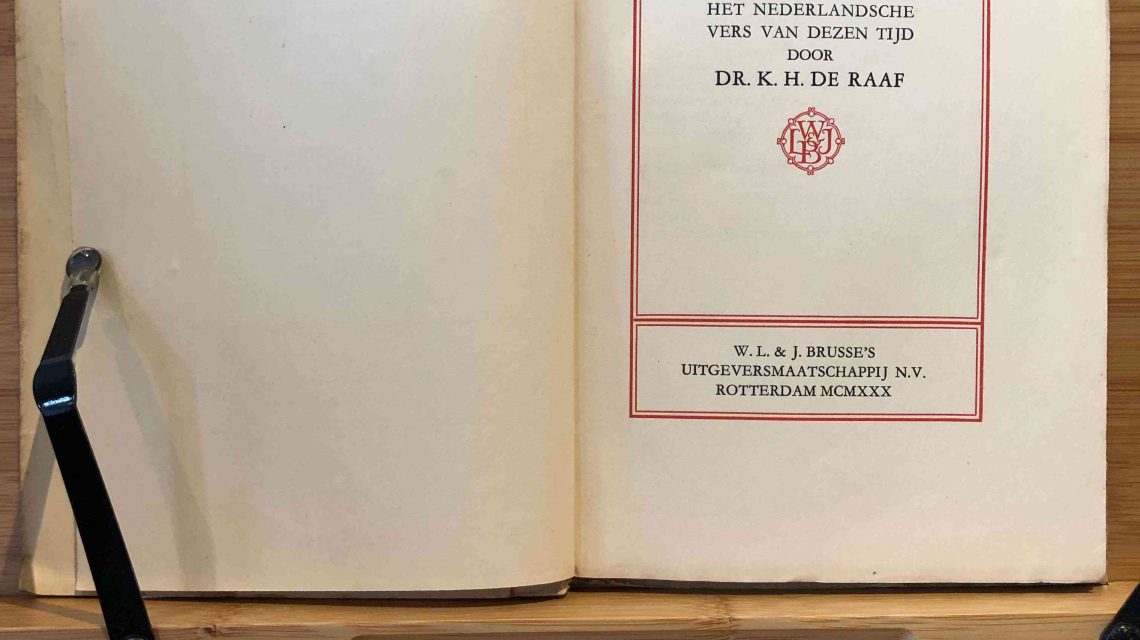 HET NEDERLANDSCHE
VERS VAN DEZEN TIJD
DOOR
DR. K. H. DE RAAF
W
L & J
B
W. L. & J. BRUSSE'S
UITGEVERSMAATSCHAPPIJ N.V.
ROTTERDAM MCMXXX